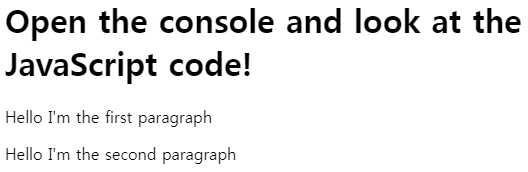 Open the console and look at the
JavaScript code!
Hello I'm the first paragraph
Hello I'm the second paragraph